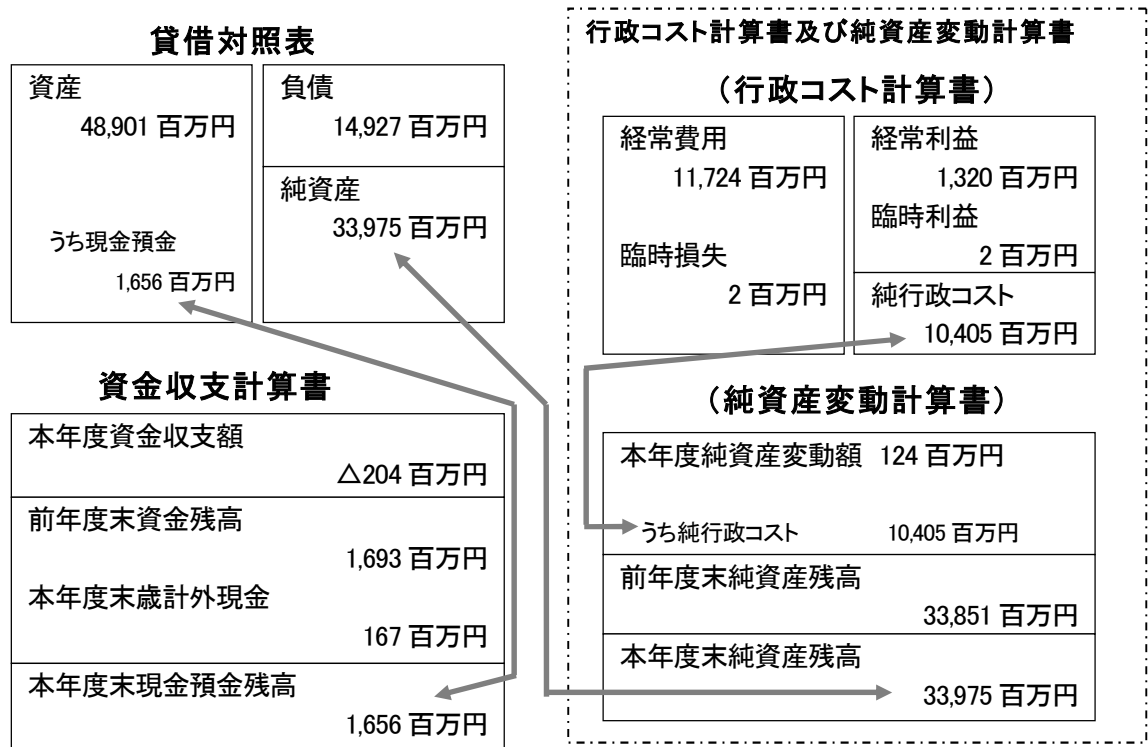 貸借対照表
資産
48,901 百万円
うち現金預金
1,656 百万円
負債
14,927 百万円
純資産
33,975 百万円
資金収支計算書
本年度資金収支額
△204 百万円
前年度末資金残高
1,693 百万円
本年度末歳計外現金
167 百万円
本年度末現金預金残高
1,656 百万円
行政コスト計算書及び純資産変動計算書
（行政コスト計算書）
経常費用
11,724 百万円
臨時損失
2 百万円
経常利益
1,320 百万円
臨時利益
2 百万円
純行政コスト
10,405 百万円
（純資産変動計算書）
本年度純資産変動額 124 百万円
うち純行政コスト 10,405 百万円
前年度末純資産残高
33,851 百万円
本年度末純資産残高
33,975 百万円